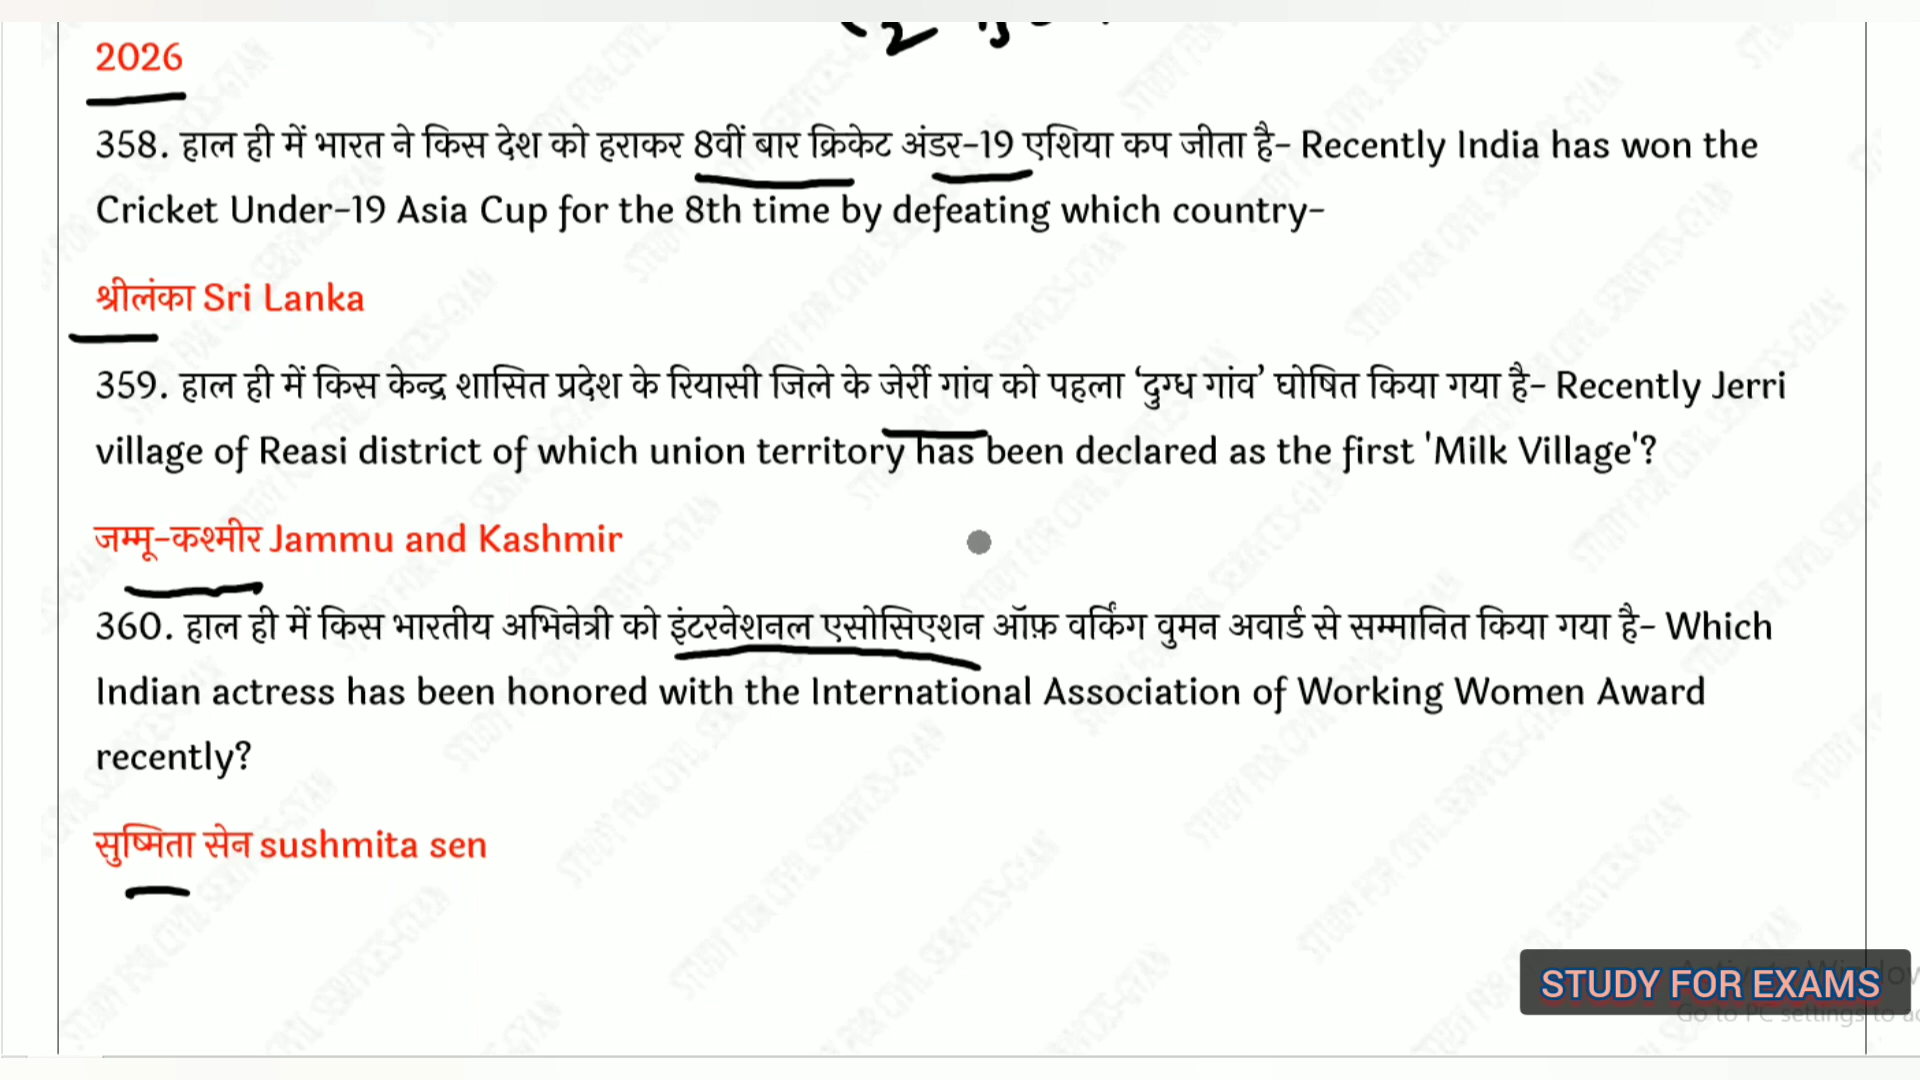 2026
358. हाल ही में भारत ने किस देश को हराकर 8वीं बार क्रिकेट अंडर-19 एशिया कप जीता है- Recently India has won the
Cricket Under-19 Asia Cup for the 8th time by defeating which country-
श्रीलंका Sri Lanka
359. हाल ही में किस केन्द्र शासित प्रदेश के रियासी जिले के जेर्री गांव को पहला ‘दुग्ध गांव’ घोषित किया गया है- Recently Jerri
village of Reasi district of which union territory has been declared as the first 'Milk Village'?
जम्मू-कश्मीर Jammu and Kashmir
360. हाल ही में किस भारतीय अभिनेत्री को इंटरनेशनल एसोसिएशन ऑफ़ वर्किंग वुमन अवार्ड से सम्मानित किया गया है- Which
Indian actress has been honored with the International Association of Working Women Award
recently?
सुष्मिता सेन sushmita sen
STUDY FOR EXAMS